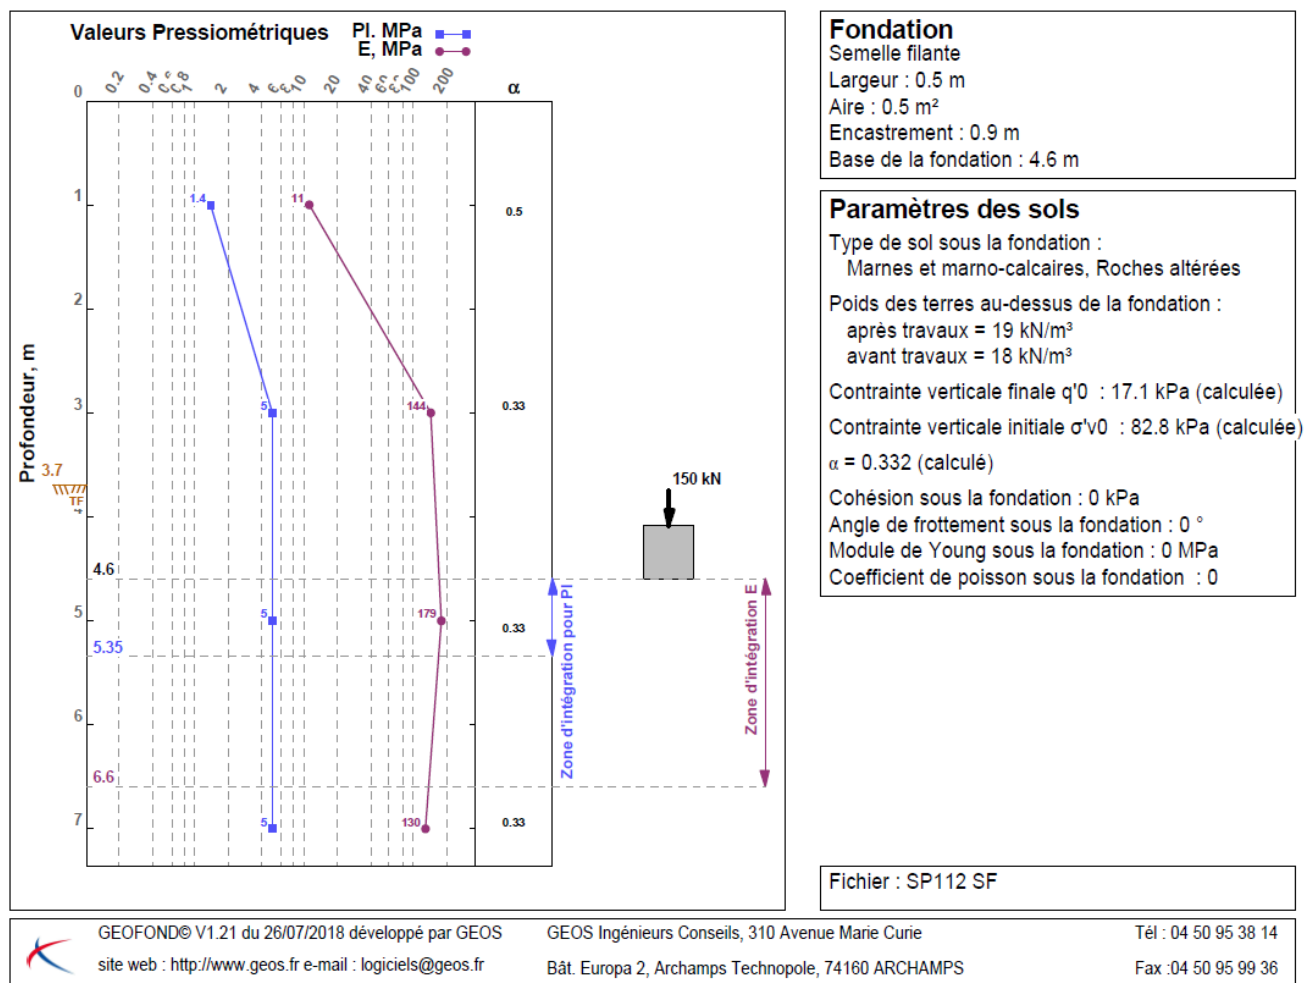 Valeurs Pressiométriques
Pl. MPa
E, MPa
0.2
0.4
0.8
1
2
4
6
8
10
20
40
60
80
100
200
α
0
1
2
3
4
5
6
7
Profondeur, m
1.4
11
0.5
5
144
0.33
3.7
TF
150 kN
4.6
5
179
0.33
5.35
6.6
5
130
0.33
Zone d'intégration pour Pl
Zone d'intégration E
Fondation
Semelle filante
Largeur : 0.5 m
Aire : 0.5 m²
Encastrement : 0.9 m
Base de la fondation : 4.6 m
Paramètres des sols
Type de sol sous la fondation :
Marnes et marno-calcaires, Roches altérées
Poids des terres au-dessus de la fondation :
après travaux = 19 kN/m³
avant travaux = 18 kN/m³
Contrainte verticale finale q'0 : 17.1 kPa (calculée)
Contrainte verticale initiale σ'v0 : 82.8 kPa (calculée)
α = 0.332 (calculé)
Cohésion sous la fondation : 0 kPa
Angle de frottement sous la fondation : 0 °
Module de Young sous la fondation : 0 MPa
Coefficient de poisson sous la fondation : 0
Fichier : SP112 SF
GEOFOND© V1.21 du 26/07/2018 développé par GEOS
site web : http://www.geos.fr e-mail : logiciels@geos.fr
GEOS Ingénieurs Conseils, 310 Avenue Marie Curie
Bât. Europa 2, Archamps Technopole, 74160 ARCHAMPS
Tél : 04 50 95 38 14
Fax :04 50 95 99 36